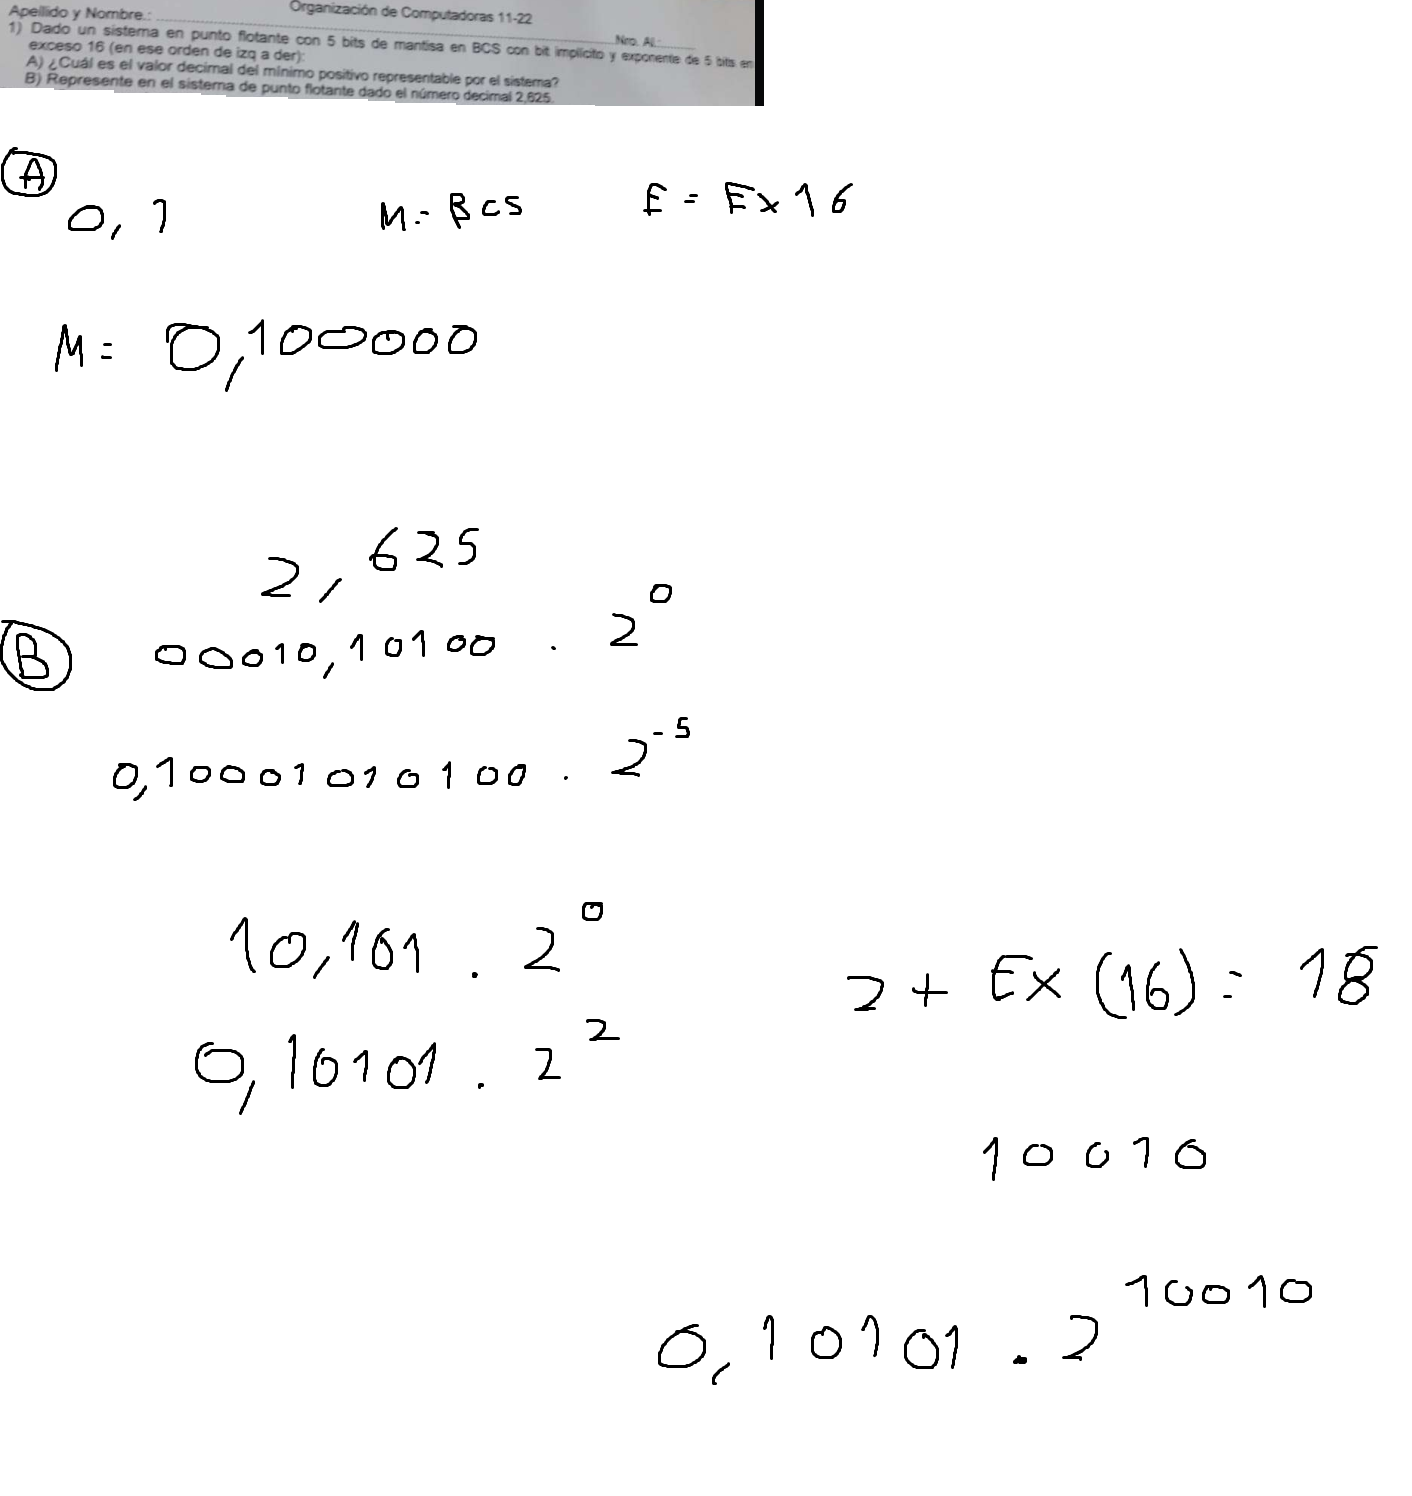 Organización de Computadoras 11-22
Apellido y Nombre.: Nro. Al.:
1) Dado un sistema en punto flotante con 5 bits de mantisa en BCS con bit implícito y exponente de 5 bits en
exceso 16 (en ese orden de izq a der):
A) ¿Cuál es el valor decimal del mínimo positivo representable por el sistema?
B) Represente en el sistema de punto flotante dado el número decimal 2,625.
A
0,1 M = BCS E = Ex 16
M = 0,100000
2,625
B 00010,10100 . 2^0
0,10001010100 . 2^-5
10,101 . 2^0
2 + Ex (16) = 18
0,10101 . 2^2
10010
0,10101 . 2^10010